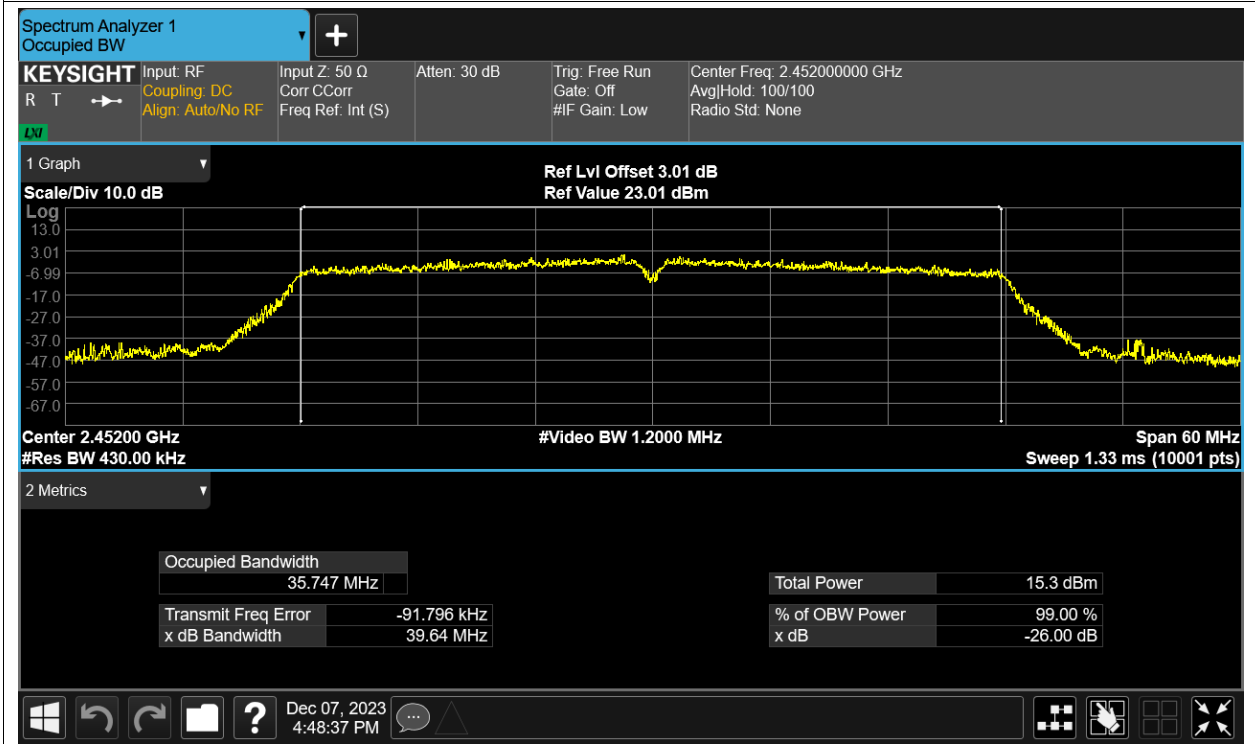 Spectrum Analyzer 1
Occupied BW
KEYSIGHT
R T
LXI
Input: RF
Coupling: DC
Align: Auto/No RF
Input Z: 50 Ω
Corr CCorr
Freq Ref: Int (S)
Atten: 30 dB
Trig: Free Run
Gate: Off
#IF Gain: Low
Center Freq: 2.452000000 GHz
Avg|Hold: 100/100
Radio Std: None
1 Graph
Scale/Div 10.0 dB
Ref Lvl Offset 3.01 dB
Ref Value 23.01 dBm
Log
13.0
3.01
-6.99
-17.0
-27.0
-37.0
-47.0
-57.0
-67.0
Center 2.45200 GHz
#Res BW 430.00 kHz
#Video BW 1.2000 MHz
Span 60 MHz
Sweep 1.33 ms (10001 pts)
2 Metrics
Occupied Bandwidth
35.747 MHz
Transmit Freq Error -91.796 kHz
x dB Bandwidth 39.64 MHz
Total Power 15.3 dBm
% of OBW Power 99.00 %
x dB -26.00 dB
?
Dec 07, 2023
4:48:37 PM